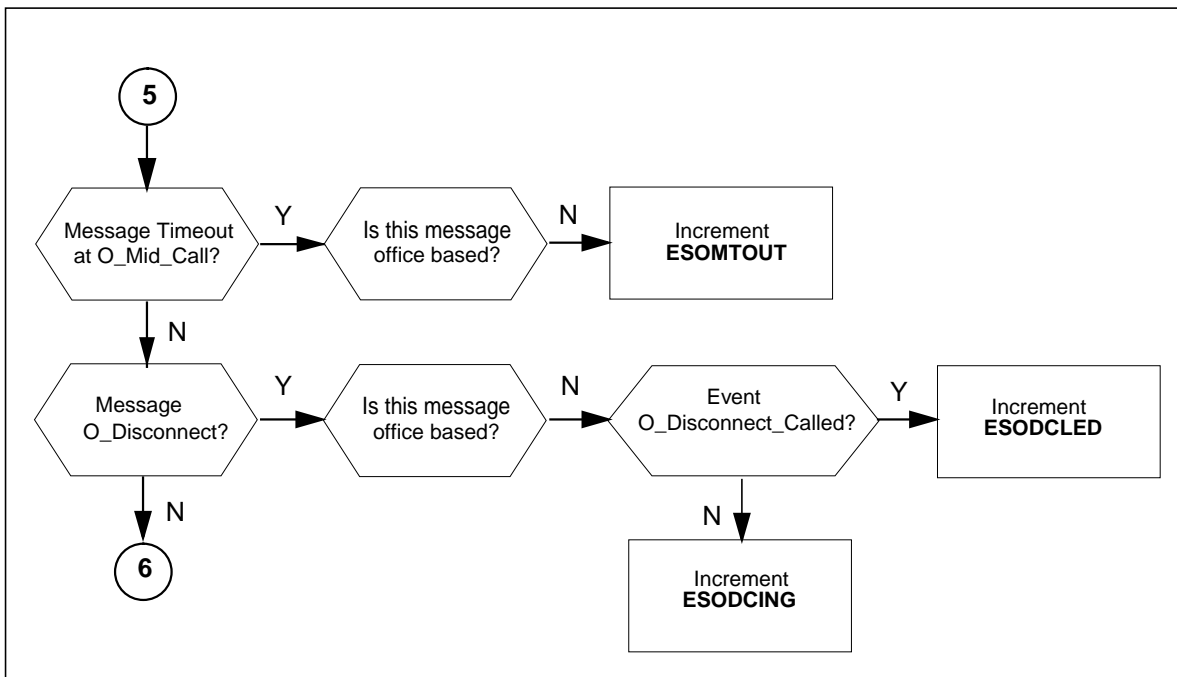 5
Message Timeout
at O_Mid_Call?
Y
Is this message
office based?
N
Increment
ESOMTOUT
N
Message
O_Disconnect?
Y
Is this message
office based?
N
Event
O_Disconnect_Called?
Y
Increment
ESODCLED
N
6
N
Increment
ESODCING